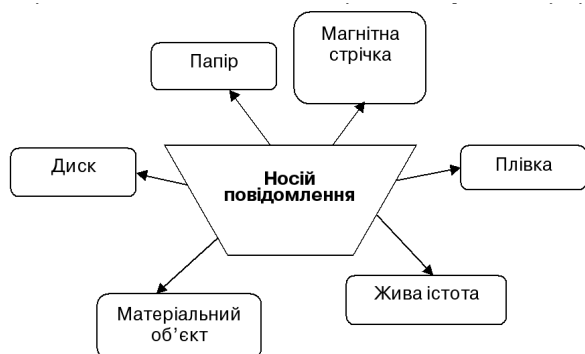 Папір
Магнітна
стрічка
Диск
Носій
повідомлення
Плівка
Матеріальний
об’єкт
Жива істота